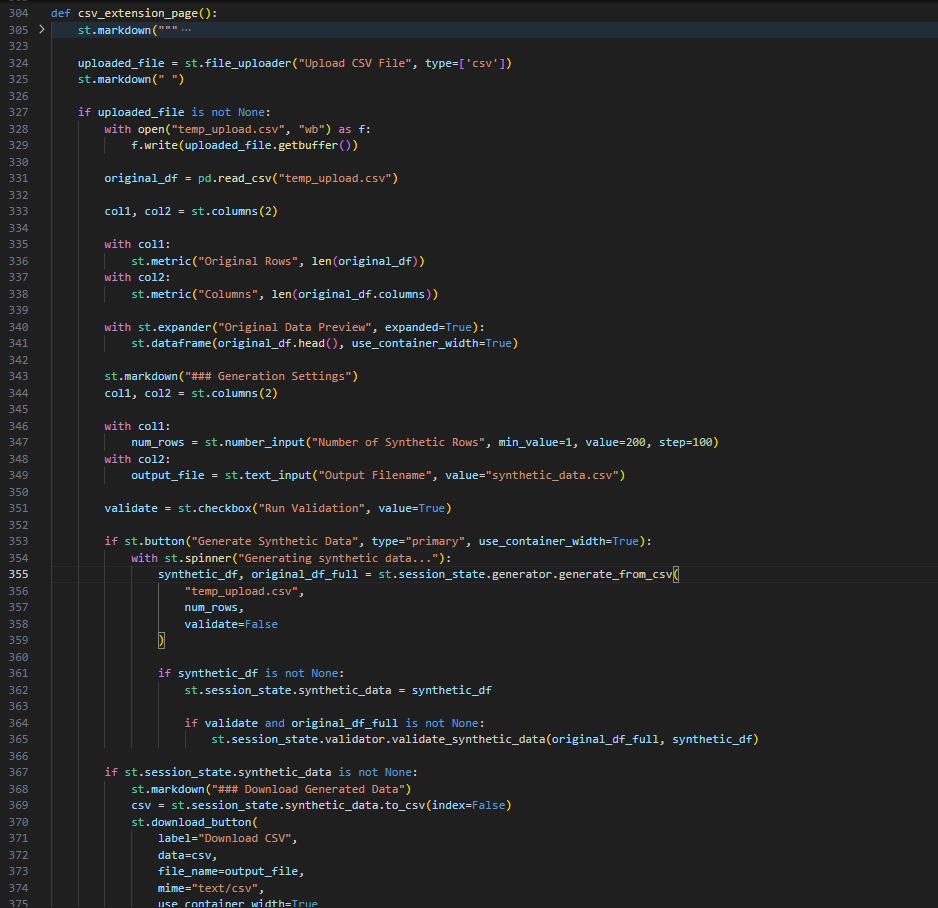 304 def csv_extension_page():
305 > st.markdown("""…
323
324 uploaded_file = st.file_uploader("Upload CSV File", type=['csv'])
325 st.markdown(" ")
326
327 if uploaded_file is not None:
328 with open("temp_upload.csv", "wb") as f:
329 f.write(uploaded_file.getbuffer())
330
331 original_df = pd.read_csv("temp_upload.csv")
332
333 col1, col2 = st.columns(2)
334
335 with col1:
336 st.metric("Original Rows", len(original_df))
337 with col2:
338 st.metric("Columns", len(original_df.columns))
339
340 with st.expander("Original Data Preview", expanded=True):
341 st.dataframe(original_df.head(), use_container_width=True)
342
343 st.markdown("### Generation Settings")
344 col1, col2 = st.columns(2)
345
346 with col1:
347 num_rows = st.number_input("Number of Synthetic Rows", min_value=1, value=200, step=100)
348 with col2:
349 output_file = st.text_input("Output Filename", value="synthetic_data.csv")
350
351 validate = st.checkbox("Run Validation", value=True)
352
353 if st.button("Generate Synthetic Data", type="primary", use_container_width=True):
354 with st.spinner("Generating synthetic data..."):
355 synthetic_df, original_df_full = st.session_state.generator.generate_from_csv(
356 "temp_upload.csv",
357 num_rows,
358 validate=False
359 )
360
361 if synthetic_df is not None:
362 st.session_state.synthetic_data = synthetic_df
363
364 if validate and original_df_full is not None:
365 st.session_state.validator.validate_synthetic_data(original_df_full, synthetic_df)
366
367 if st.session_state.synthetic_data is not None:
368 st.markdown("### Download Generated Data")
369 csv = st.session_state.synthetic_data.to_csv(index=False)
370 st.download_button(
371 label="Download CSV",
372 data=csv,
373 file_name=output_file,
374 mime="text/csv",
375 use_container_width=True